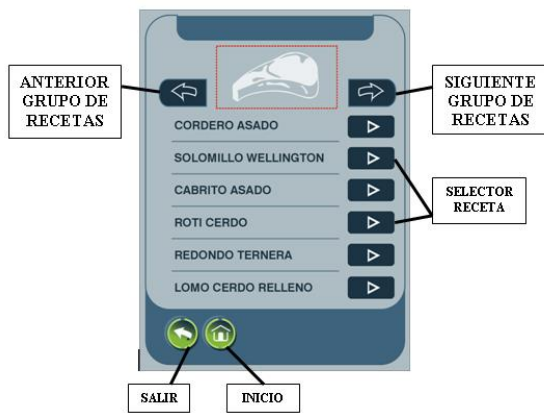 ANTERIOR
GRUPO DE
RECETAS
SIGUIENTE
GRUPO DE
RECETAS
CORDERO ASADO
SOLOMILLO WELLINGTON
CABRITO ASADO
ROTI CERDO
REDONDO TERNERA
LOMO CERDO RELLENO
SELECTOR
RECETA
SALIR
INICIO